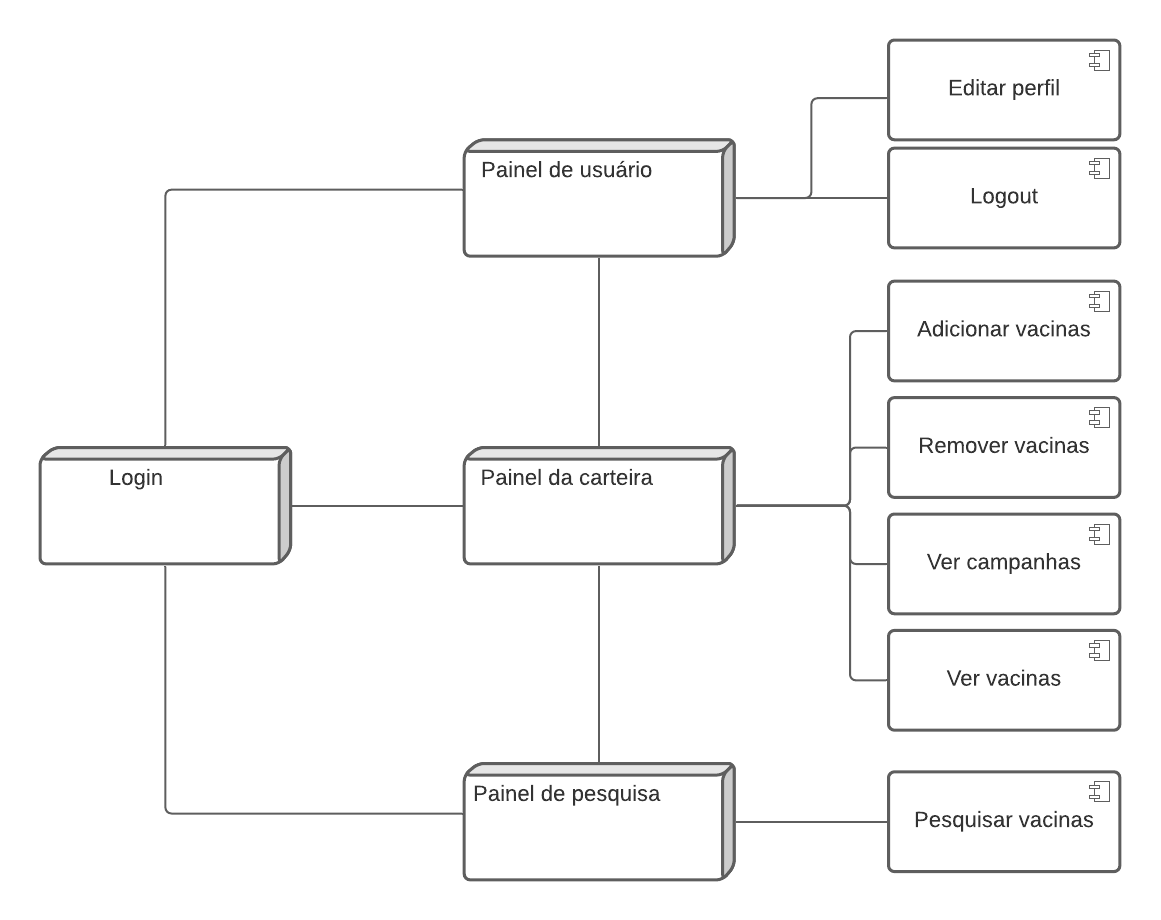 Editar perfil
Painel de usuário
Logout
Adicionar vacinas
Remover vacinas
Login
Painel da carteira
Ver campanhas
Ver vacinas
Painel de pesquisa
Pesquisar vacinas